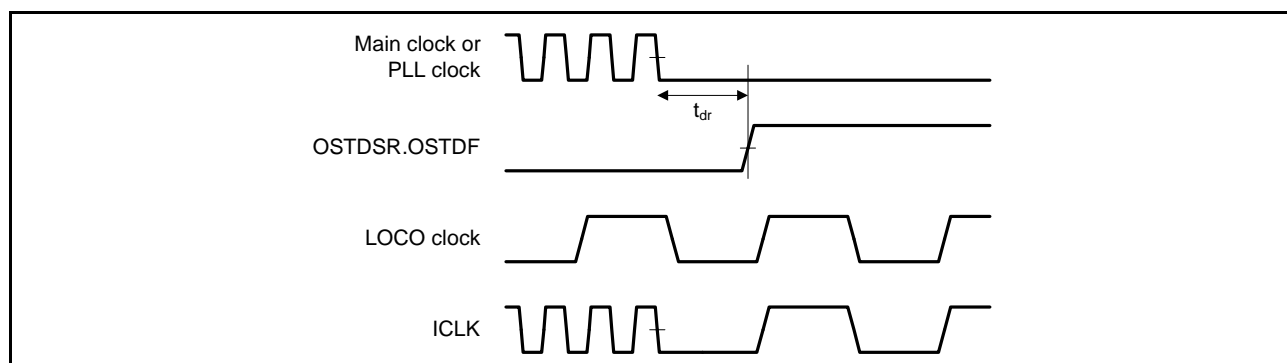 Main clock or
PLL clock
tdr
OSTDSR.OSTDF
LOCO clock
ICLK